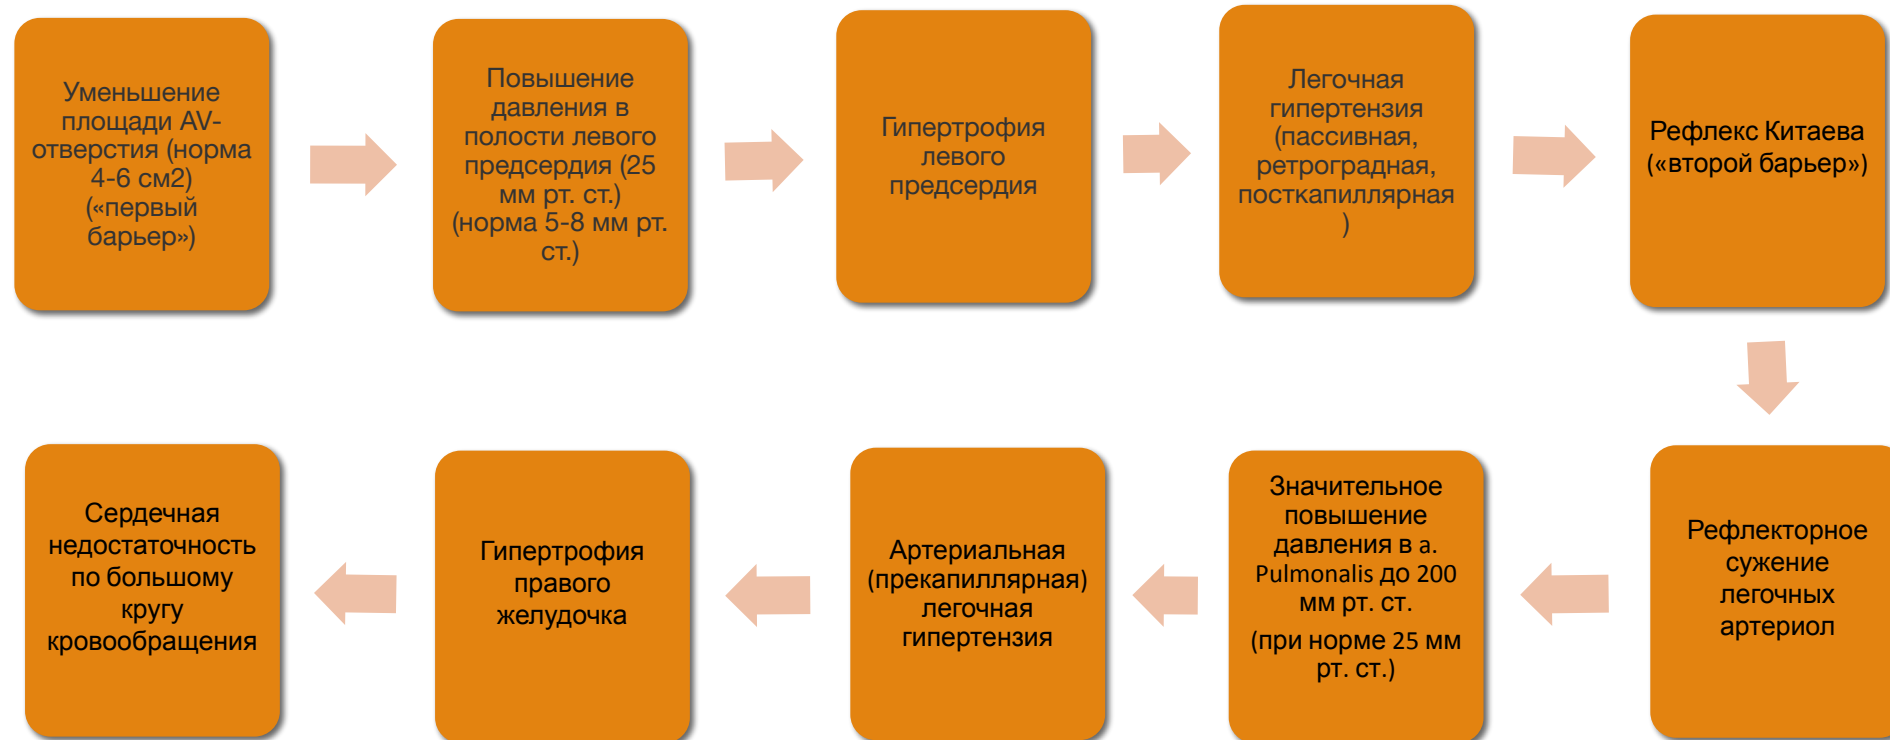 Уменьшение
площади AV-
отверстия (норма
4-6 см2)
(«первый
барьер»)
Повышение
давления в
полости левого
предсердия (25
мм рт. ст.)
(норма 5-8 мм рт.
ст.)
Гипертрофия
левого
предсердия
Легочная
гипертензия
(пассивная,
ретроградная,
посткапиллярная
)
Рефлекс Китаева
(«второй барьер»)
Рефлекторное
сужение
легочных
артериол
Значительное
повышение
давления в a.
Pulmonalis до 200
мм рт. ст.
(при норме 25 мм
рт. ст.)
Артериальная
(прекапиллярная)
легочная
гипертензия
Гипертрофия
правого
желудочка
Сердечная
недостаточность
по большому
кругу
кровообращения